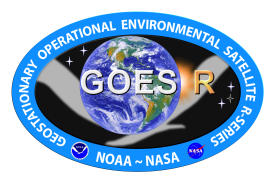 GEOSTATIONARY OPERATIONAL ENVIRONMENTAL SATELLITE R-SERIES
GOES R
NOAA ~ NASA
NASA